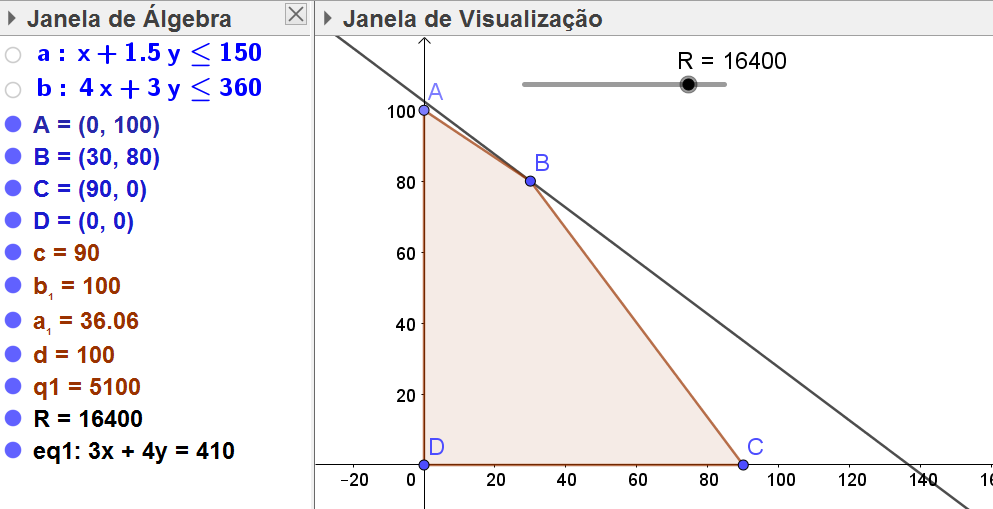 Janela de Álgebra
a : x + 1.5 y ≤ 150
b : 4 x + 3 y ≤ 360
A = (0, 100)
B = (30, 80)
C = (90, 0)
D = (0, 0)
c = 90
b₁ = 100
a₁ = 36.06
d = 100
q1 = 5100
R = 16400
eq1: 3x + 4y = 410
Janela de Visualização
R = 16400
A
100
B
80
60
40
20
D
C
−20 0 20 40 60 80 100 120 140